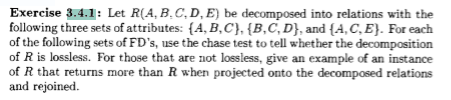 Exercise 3.4.1: Let R(A, B, C, D, E) be decomposed into relations with the
following three sets of attributes: {A, B, C}, {B, C, D}, and {A, C, E}. For each
of the following sets of FD's, use the chase test to tell whether the decomposition
of R is lossless. For those that are not lossless, give an example of an instance
of R that returns more than R when projected onto the decomposed relations
and rejoined.